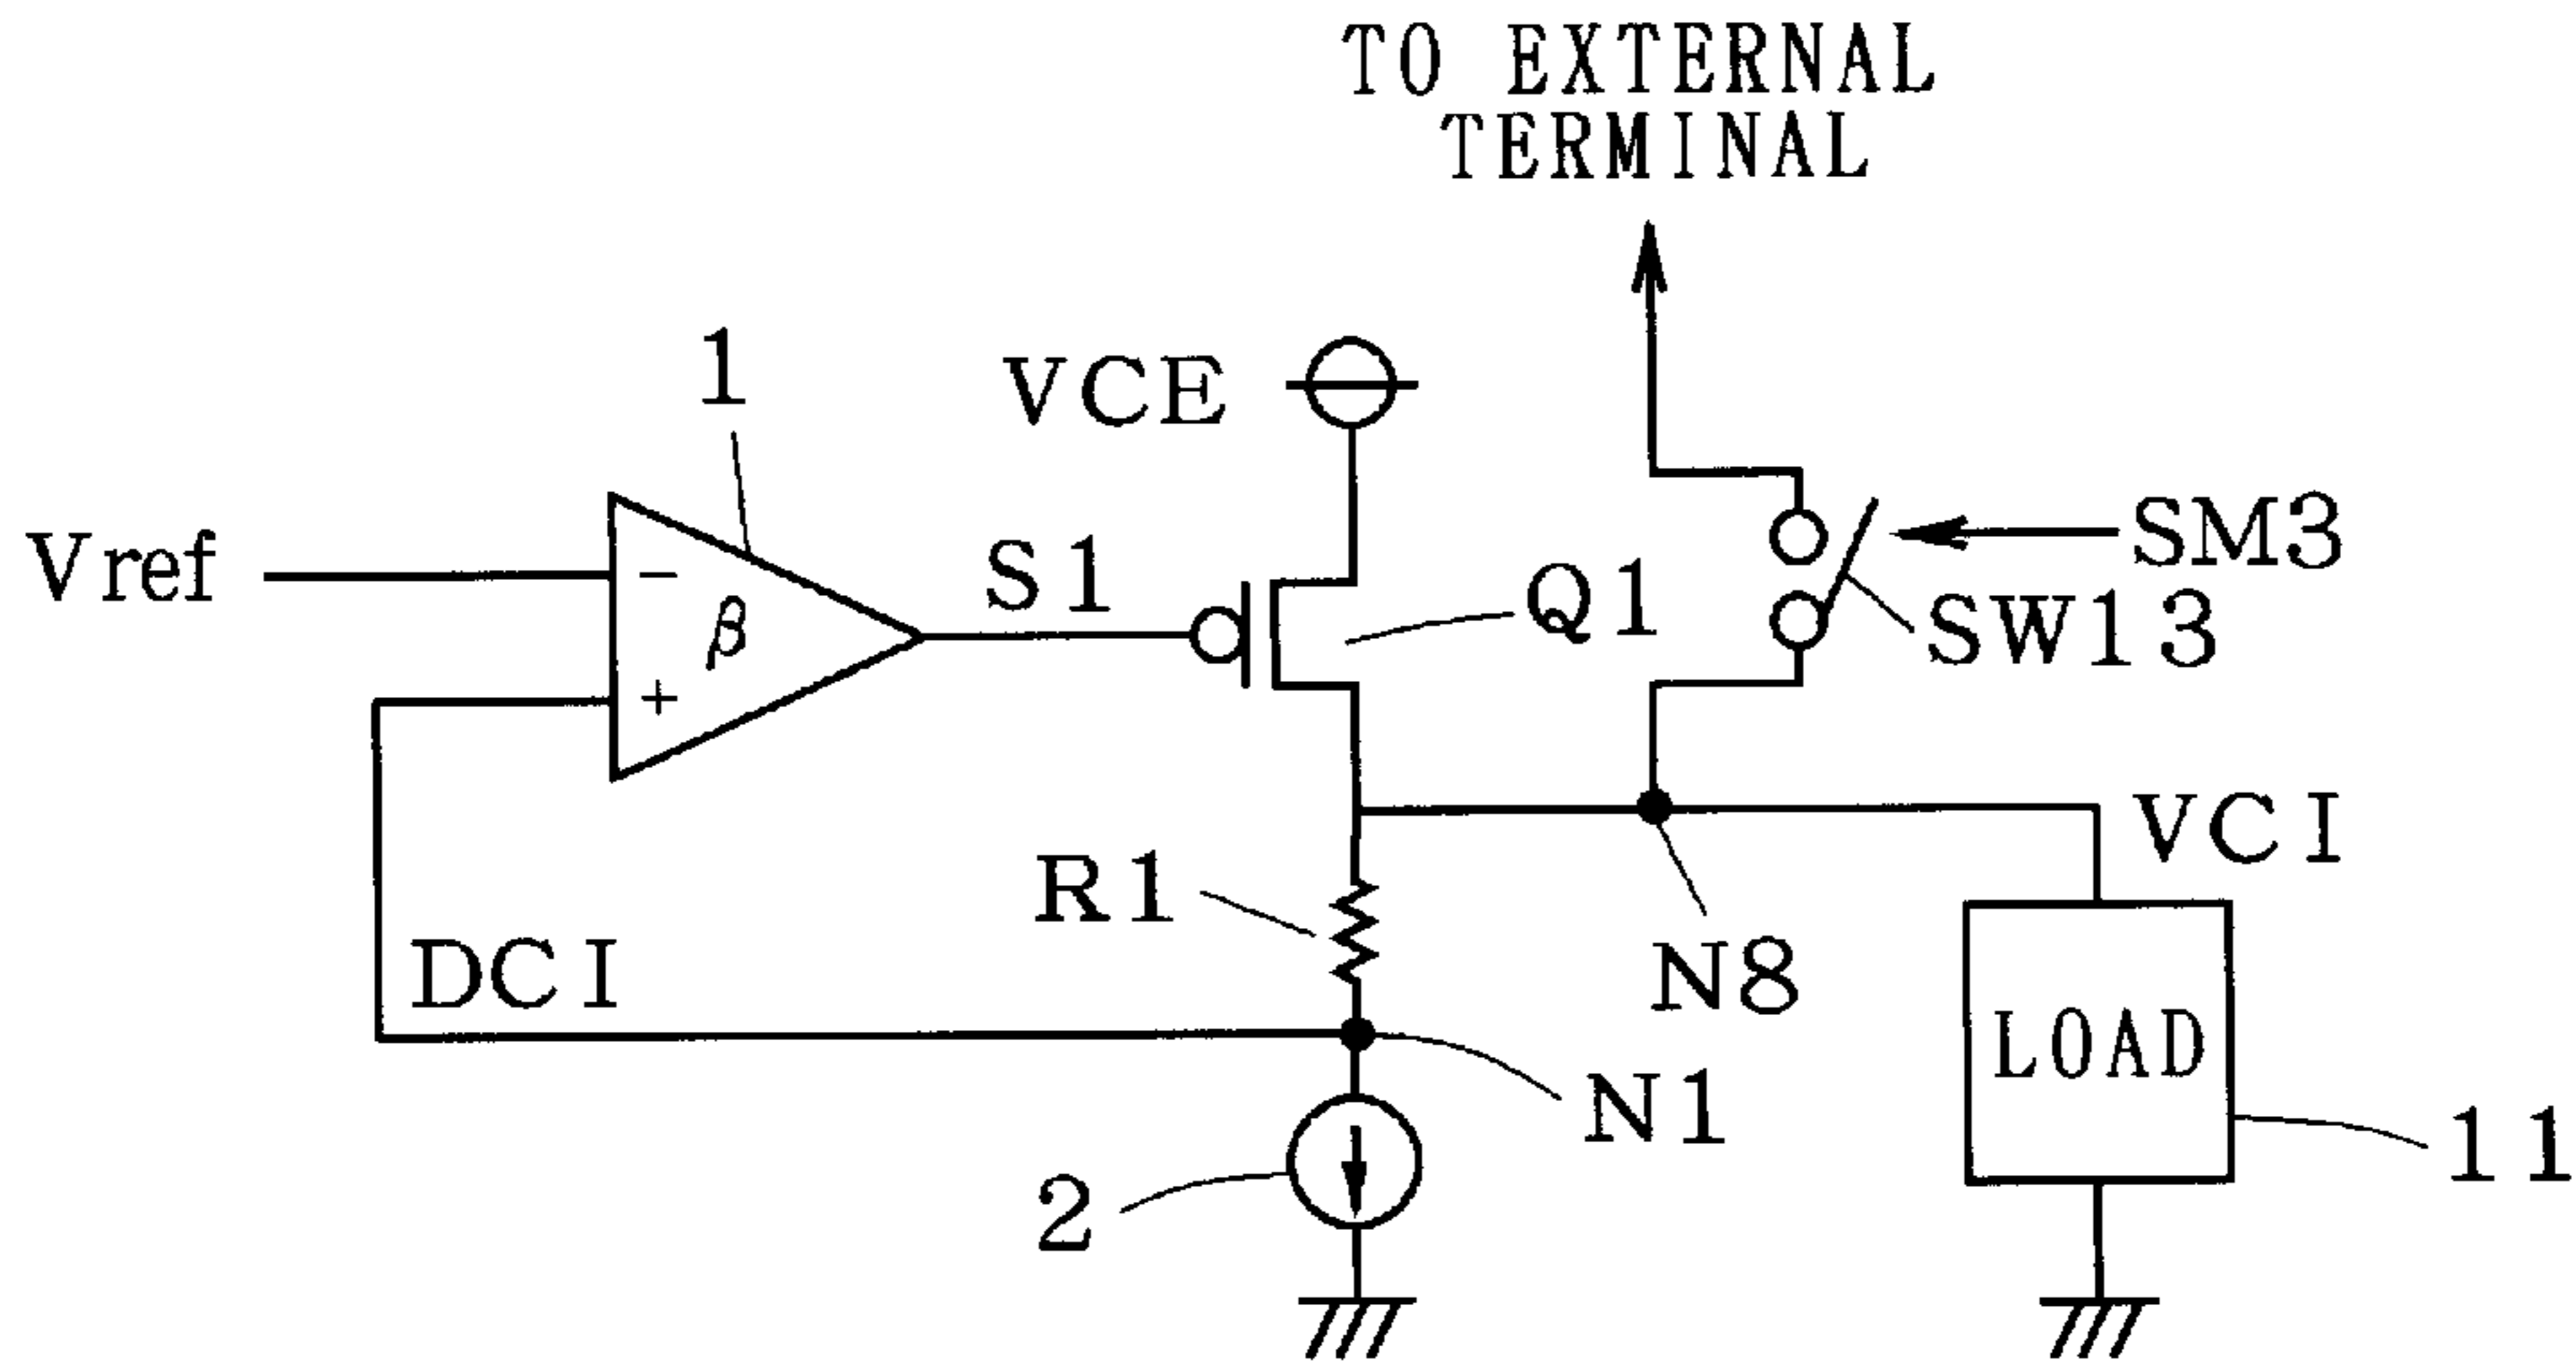 TO EXTERNAL
TERMINAL
1
VCE
Vref
−
β
+
S1
Q1
SM3
SW13
VCI
R1
DCI
N8
LOAD
N1
11
2